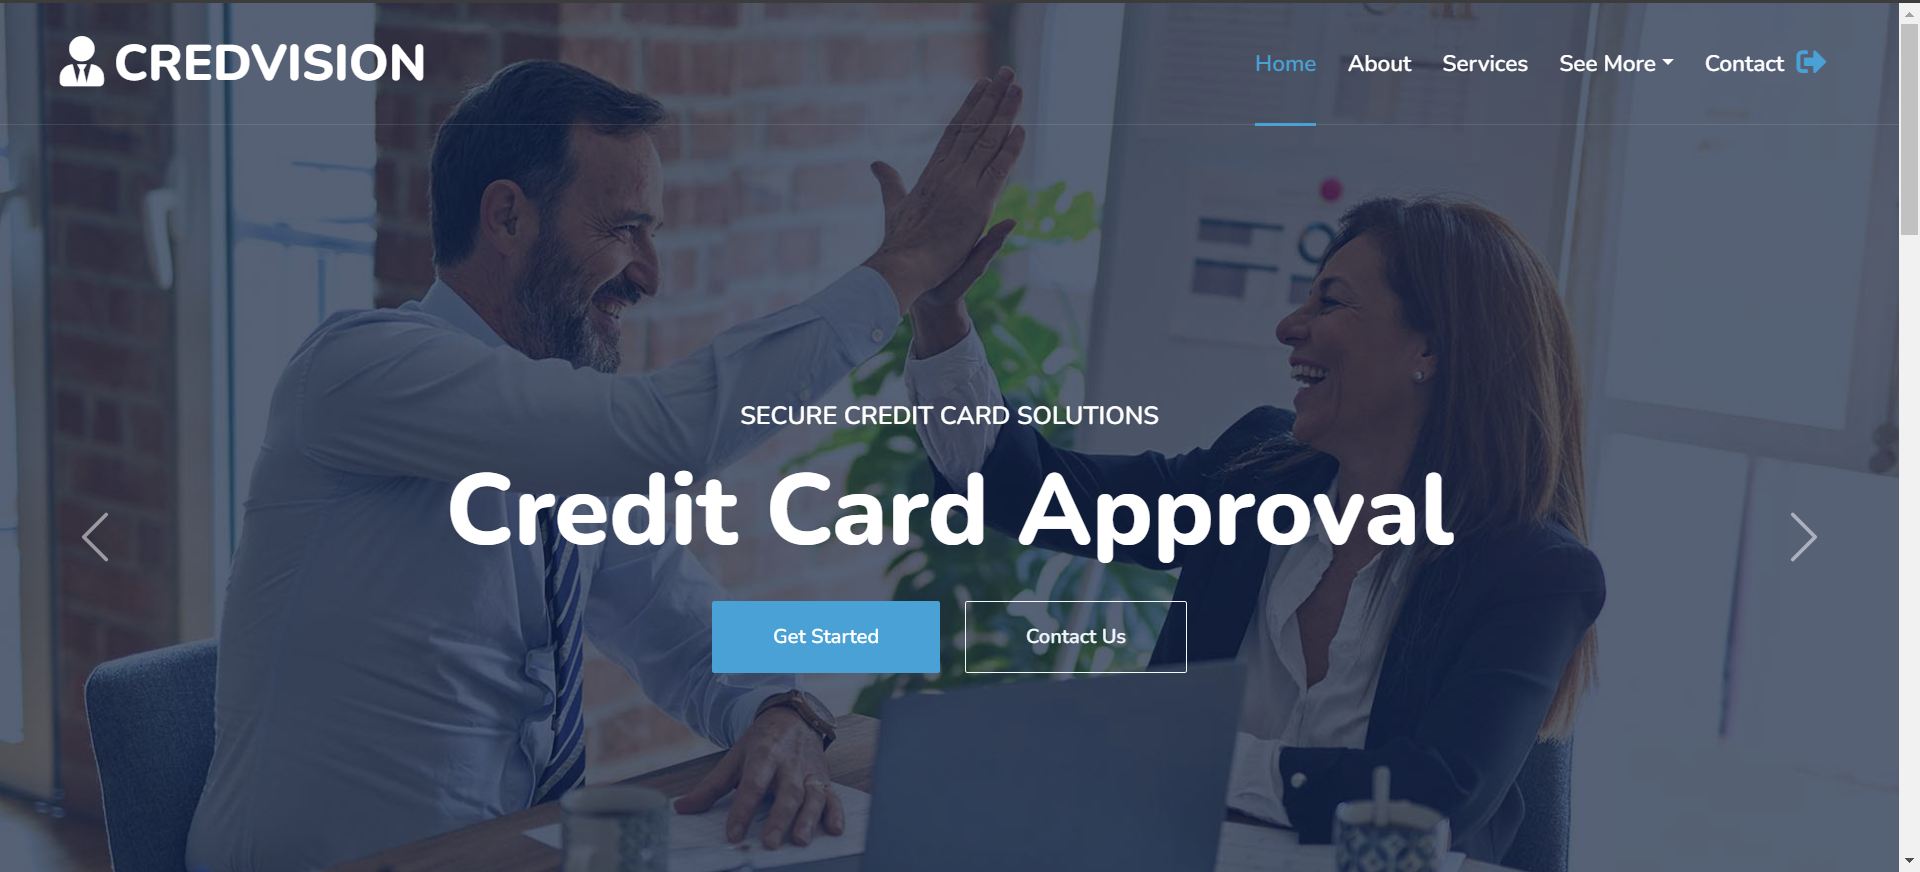 CREDVISION
Home About Services See More Contact
SECURE CREDIT CARD SOLUTIONS
Credit Card Approval
Get Started Contact Us